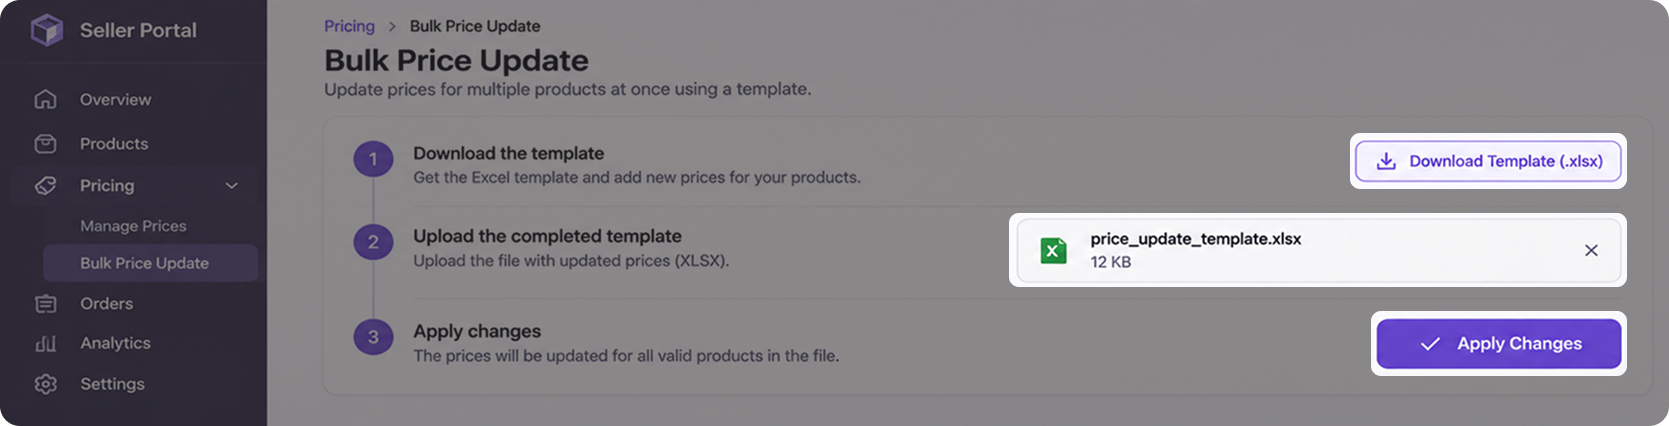 Seller Portal
Overview
Products
Pricing
Manage Prices
Bulk Price Update
Orders
Analytics
Settings
Pricing > Bulk Price Update
Bulk Price Update
Update prices for multiple products at once using a template.
1 Download the template
Get the Excel template and add new prices for your products.
Download Template (.xlsx)
2 Upload the completed template
Upload the file with updated prices (XLSX).
X price_update_template.xlsx
12 KB
3 Apply changes
The prices will be updated for all valid products in the file.
Apply Changes